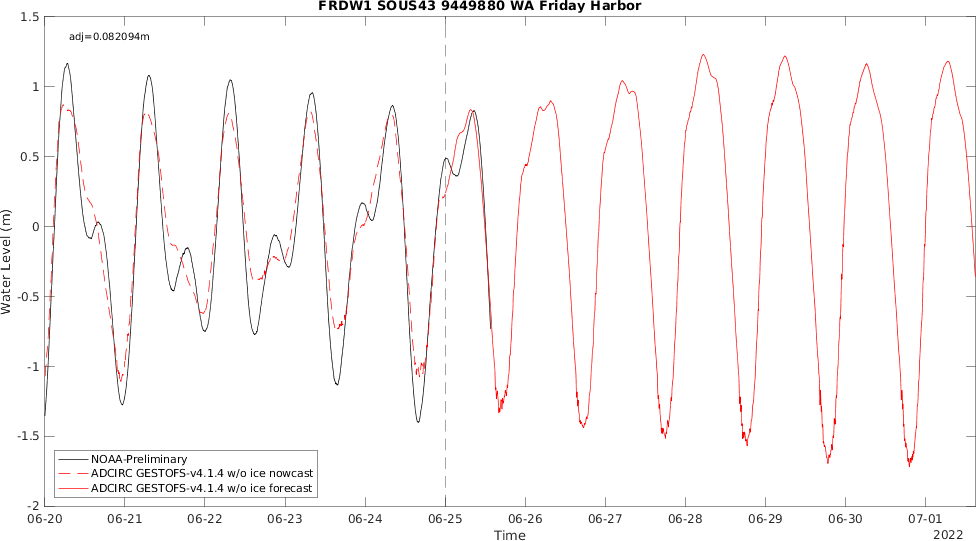 FRDW1 SOUS43 9449880 WA Friday Harbor
adj=0.082094m
1.5
1
0.5
0
-0.5
-1
-1.5
-2
Water Level (m)
NOAA-Preliminary
ADCIRC GESTOFS-v4.1.4 w/o ice nowcast
ADCIRC GESTOFS-v4.1.4 w/o ice forecast
06-20 06-21 06-22 06-23 06-24 06-25 06-26 06-27 06-28 06-29 06-30 07-01
Time
2022